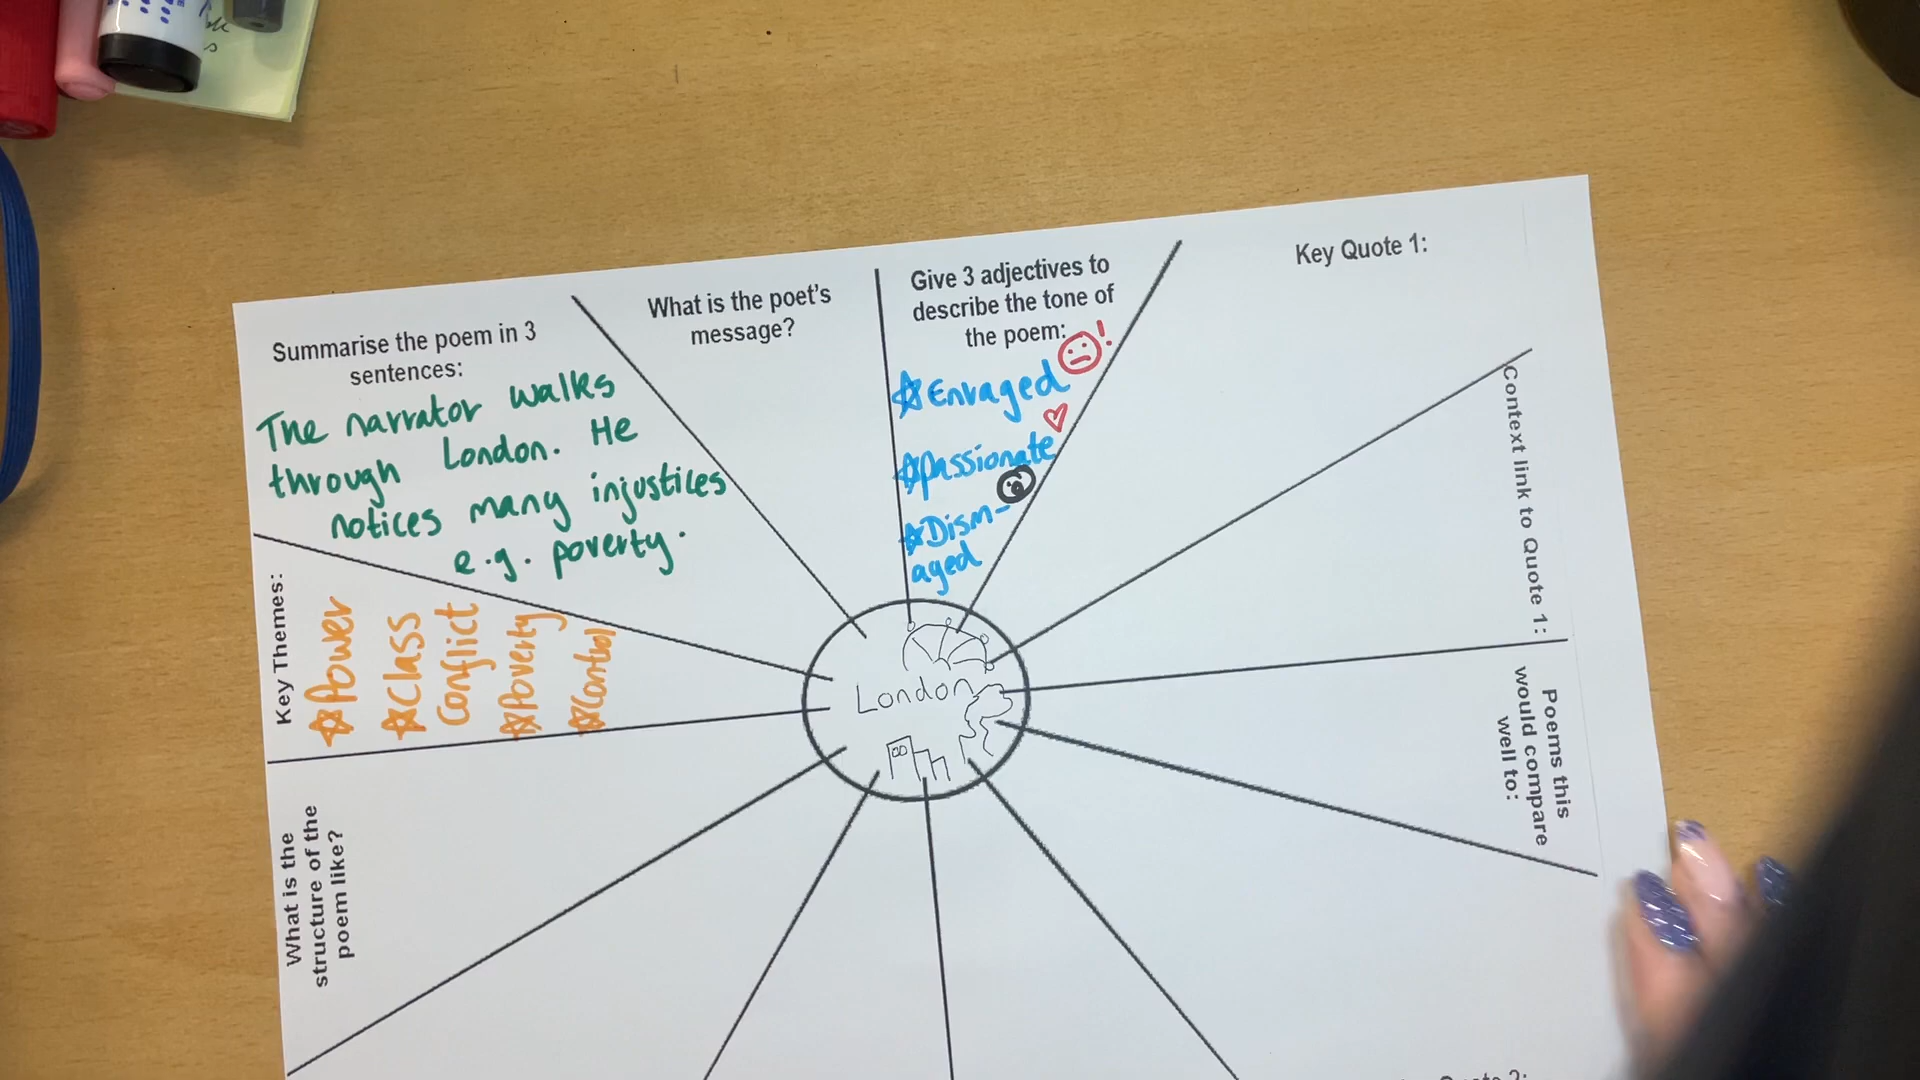 Summarise the poem in 3
sentences:
The narrator walks
through London. He
notices many injustices
e.g. poverty.
What is the poet's
message?
Give 3 adjectives to
describe the tone of
the poem:
Enraged
passionate
Dism-
aged
Key Quote 1:
Context link to Quote 1:
Poems this
would compare
well to:
Key Themes:
Power
Class
Conflict
Poverty
Control
What is the
structure of the
poem like?
London